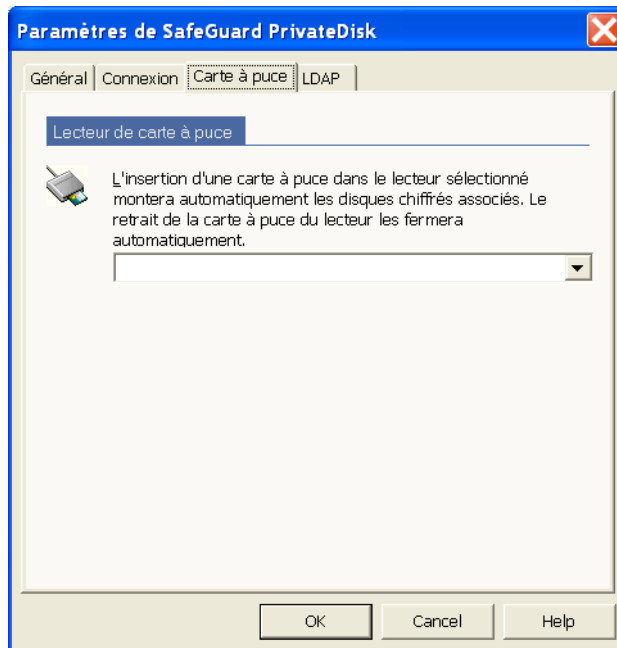 Paramètres de SafeGuard PrivateDisk
Général Connexion Carte à puce LDAP
Lecteur de carte à puce
L'insertion d'une carte à puce dans le lecteur sélectionné
montera automatiquement les disques chiffrés associés. Le
retrait de la carte à puce du lecteur les fermera
automatiquement.
OK Cancel Help